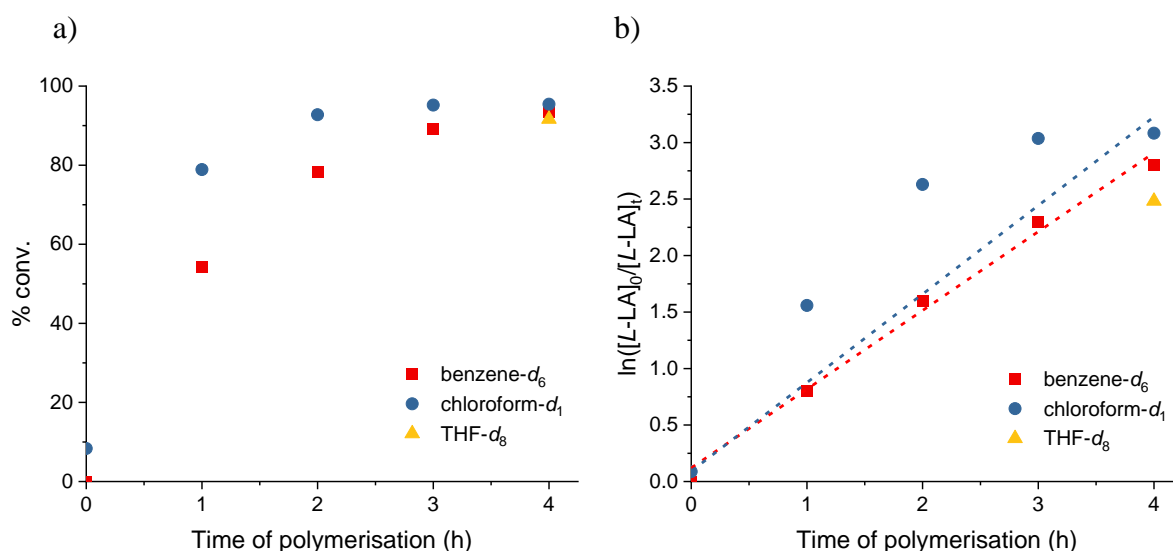 a)
% conv.
100
80
60
40
20
0
0 1 2 3 4
Time of polymerisation (h)
benzene-d6
chloroform-d1
THF-d8
b)
ln([L-LA]0/[L-LA]t)
3.5
3.0
2.5
2.0
1.5
1.0
0.5
0.0
0 1 2 3 4
Time of polymerisation (h)
benzene-d6
chloroform-d1
THF-d8